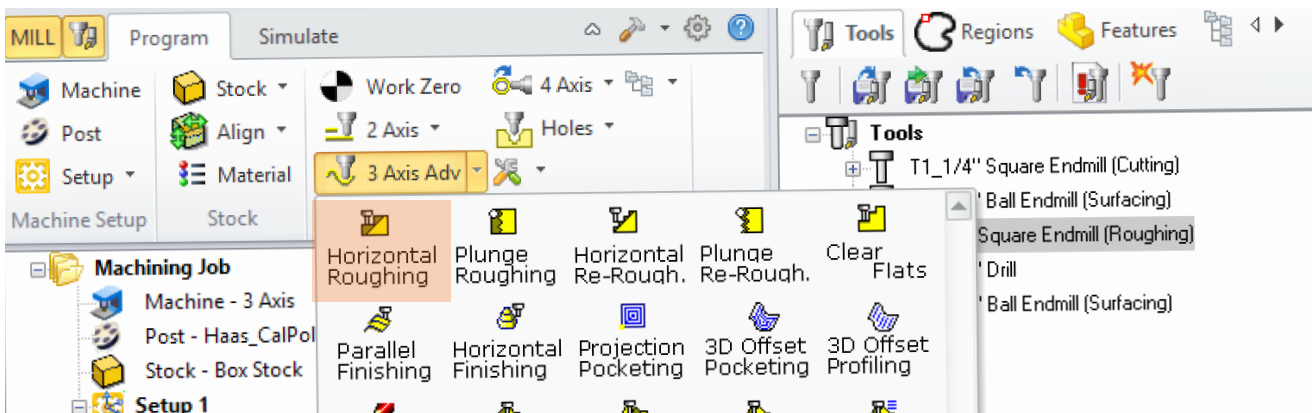 MILL
Program
Simulate
Machine
Stock
Work Zero
4 Axis
Post
Align
2 Axis
Holes
Setup
Material
3 Axis Adv
Machine Setup
Stock
Horizontal
Roughing
Plunge
Roughing
Horizontal
Re-Rough.
Plunge
Re-Rough.
Clear
Flats
Parallel
Finishing
Horizontal
Finishing
Projection
Pocketing
3D Offset
Pocketing
3D Offset
Profiling
Machining Job
Machine - 3 Axis
Post - Haas_CalPol
Stock - Box Stock
Setup 1
Tools
Regions
Features
Tools
T1_1/4" Square Endmill (Cutting)
' Ball Endmill (Surfacing)
Square Endmill (Roughing)
' Drill
' Ball Endmill (Surfacing)